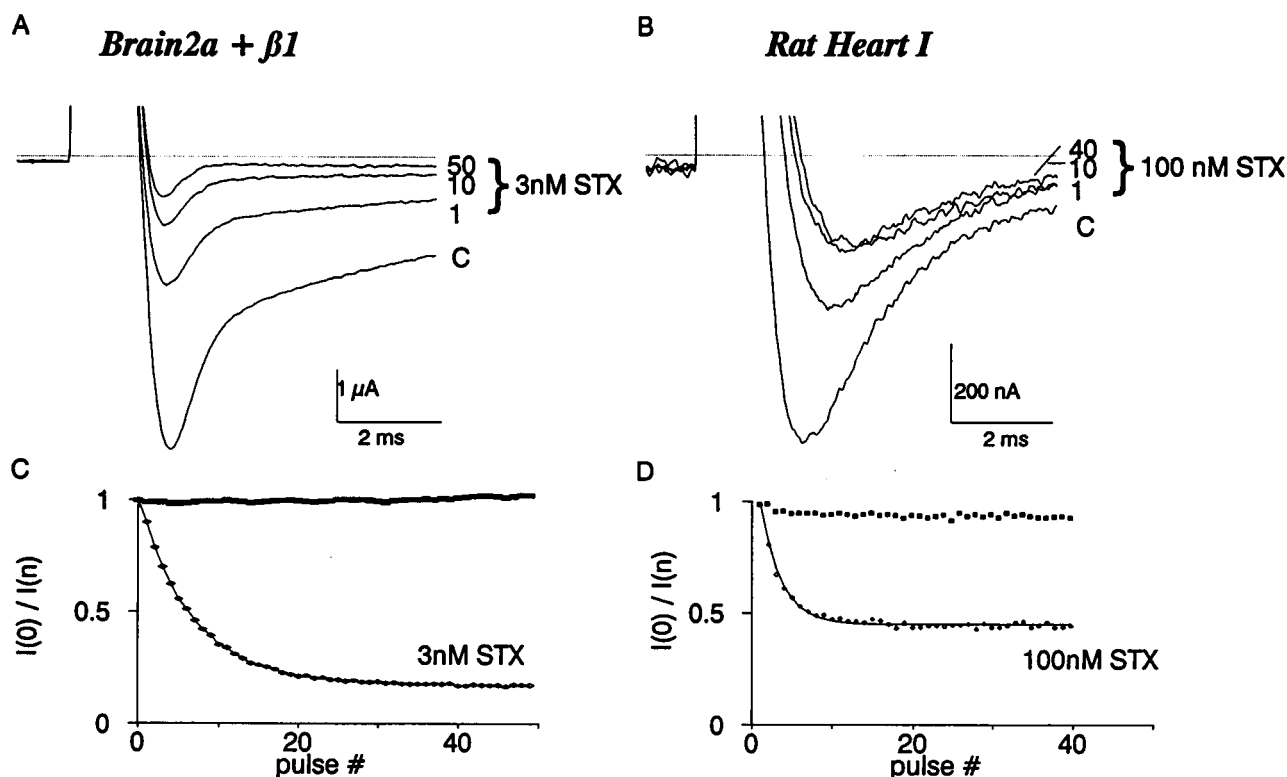 A
Brain2a + β1
50
10
1
C
3nM STX
1 µA
2 ms
B
Rat Heart I
40
10
1
C
100 nM STX
200 nA
2 ms
C
I(0) / I(n)
1
0.5
0
3nM STX
0
20
40
pulse #
D
I(0) / I(n)
1
0.5
0
100nM STX
0
20
40
pulse #